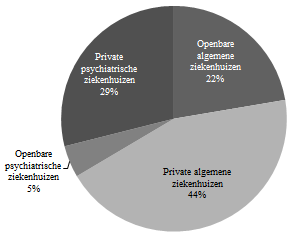 Private
psychiatrische
ziekenhuizen
29%
Openbare
algemene
ziekenhuizen
22%
Openbare
psychiatrische
ziekenhuizen
5%
Private algemene
ziekenhuizen
44%